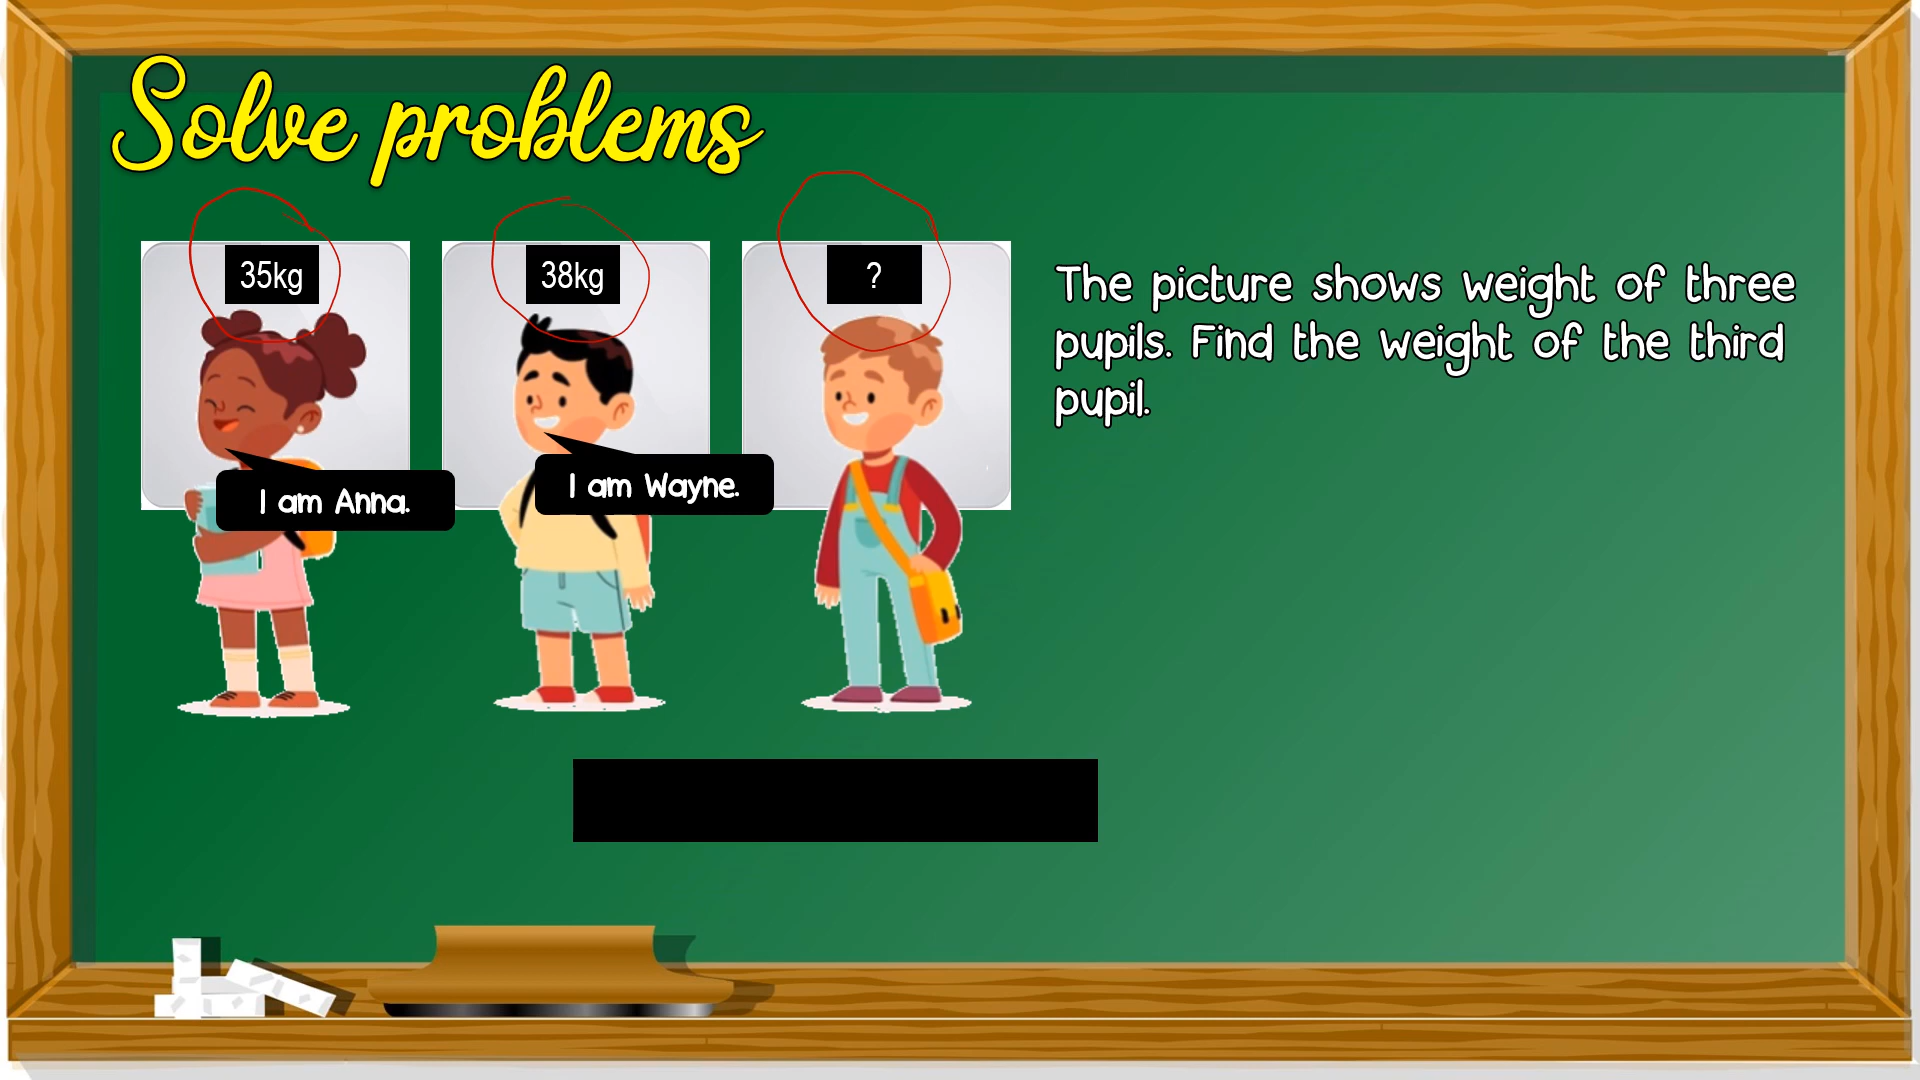 Solve problems
35kg
38kg
?
I am Anna.
I am Wayne.
The picture shows weight of three
pupils. Find the weight of the third
pupil.